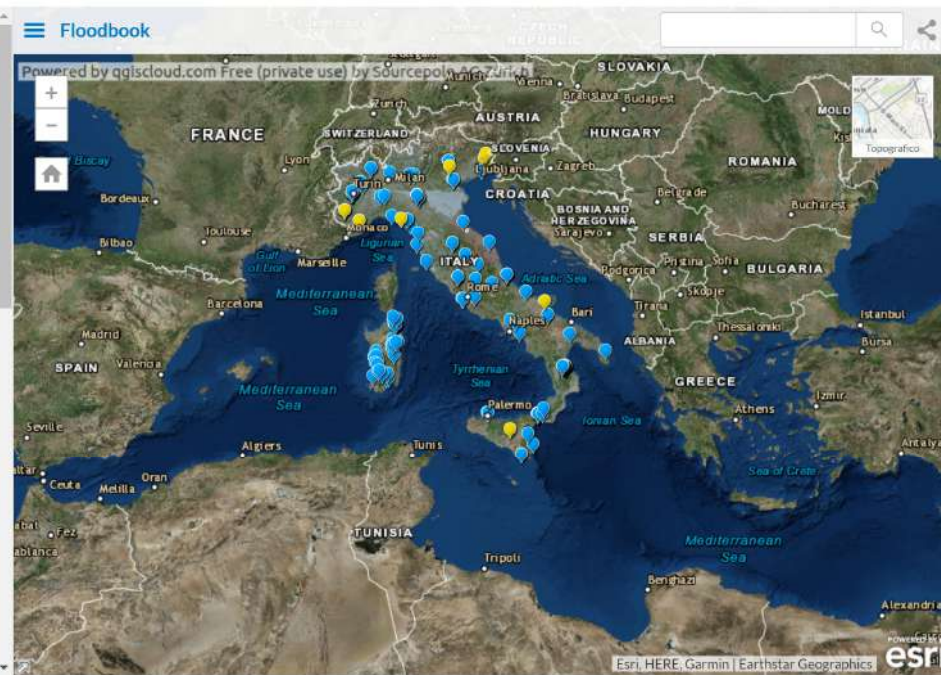 Floodbook
Powered by qgiscloud.com Free (private use) by Sourcepole AG Zürich
Munich
Vienna
SLOVAKIA
Bratislava
Budapest
Zurich
AUSTRIA
MOLD
Topografico
FRANCE
SWITZERLAND
HUNGARY
SLOVENIA
Lyon
Milan
Ljubljana
Zagreb
ROMANIA
Biscay
Turin
CROATIA
Belgrade
Bordeaux
BOSNIA AND
HERZEGOVINA
Bucharest
Toulouse
Monaco
Sarajevo
SERBIA
Bilbao
Ligurian
Sea
ITALY
Gulf
of Lion
Marseille
Adriatic Sea
Podgorica
Pristina
Sofia
BULGARIA
Rome
Skopje
Barcelona
Mediterranean
Sea
Tirana
Naples
Bari
Istanbul
Madrid
Thessaloniki
Bursa
ALBANIA
SPAIN
Valencia
Tyrrhenian
Sea
GREECE
Mediterranean
Sea
Palermo
Athens
Izmir
Ionian Sea
Seville
Algiers
Tunis
Antalya
Sea of Crete
Ceuta
Melilla
Oran
Fez
TUNISIA
Mediterranean
Sea
Tripoli
Benghazi
Alexandria
POWERED BY
esri
Esri, HERE, Garmin | Earthstar Geographics